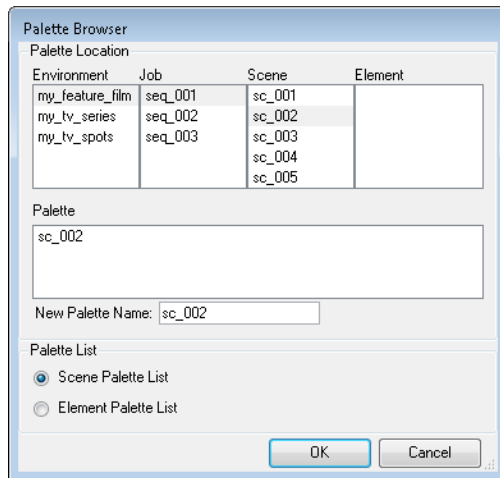 Palette Browser
Palette Location
Environment Job Scene Element
my_feature_film seq_001 sc_001
my_tv_series seq_002 sc_002
my_tv_spots seq_003 sc_003
sc_004
sc_005
Palette
sc_002
New Palette Name: sc_002
Palette List
Scene Palette List
Element Palette List
OK Cancel